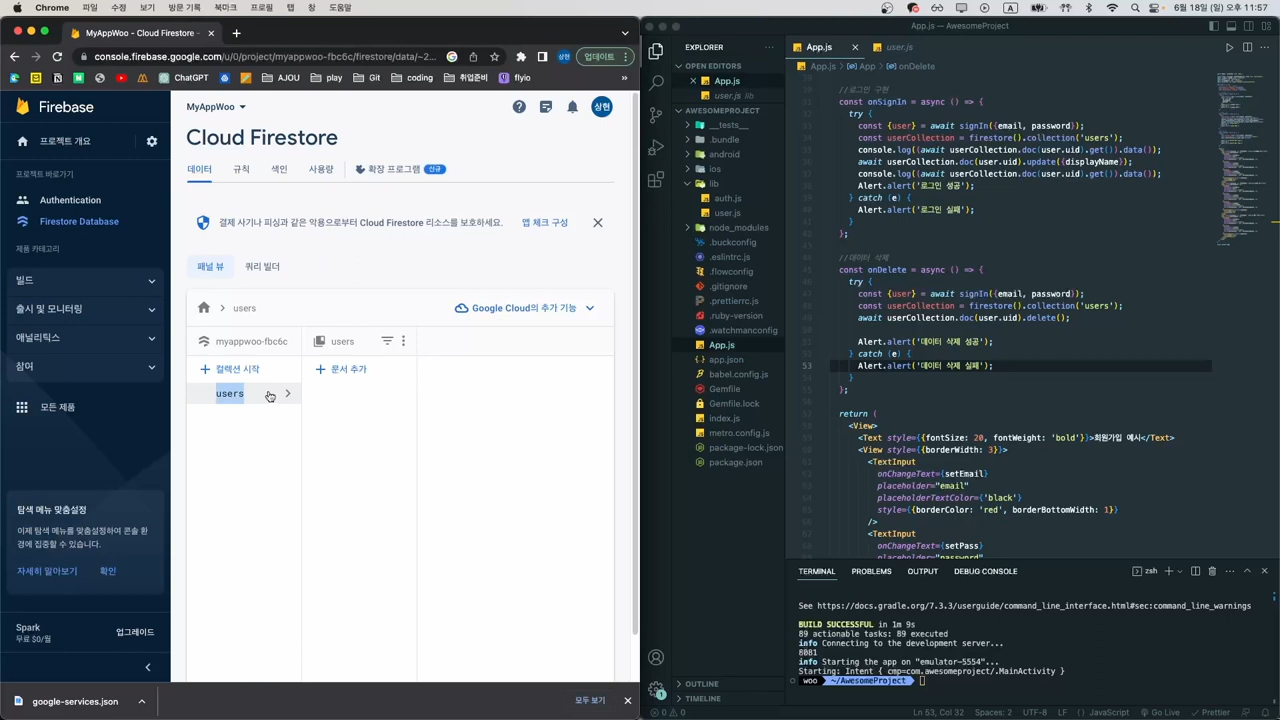 Chrome 파일 수정 보기 방문 기록 북마크 프로필 탭 창 도움말
6월 18일 (일) 오후 11:57
MyAppWoo - Cloud Firestore -
console.firebase.google.com/u/0/project/myappwoo-fbc6c/firestore/data/~2...
상현
업데이트
ChatGPT
AJOU
play
Git
coding
취업준비
flyio
Firebase
프로젝트 개요
프로젝트 바로가기
Authentication
Firestore Database
제품 카테고리
빌드
출시 및 모니터링
애널리틱스
참여
모든 제품
탐색 메뉴 맞춤설정
이제 탐색 메뉴를 맞춤설정하여 콘솔 환
경에 집중할 수 있습니다.
자세히 알아보기 확인
Spark
무료 $0/월
업그레이드
MyAppWoo
상현
Cloud Firestore
데이터 규칙 색인 사용량 확장 프로그램 신규
결제 사기나 피싱과 같은 악용으로부터 Cloud Firestore 리소스를 보호하세요. 앱 체크 구성
패널 뷰 쿼리 빌더
users
Google Cloud의 추가 기능
myappwoo-fbc6c
users
컬렉션 시작
문서 추가
users
google-services.json
모두 보기
App.js — AwesomeProject
EXPLORER
OPEN EDITORS
App.js
user.js lib
AWESOMEPROJECT
__tests__
.bundle
android
ios
lib
auth.js
user.js
node_modules
.buckconfig
.eslintrc.js
.flowconfig
.gitignore
.prettierrc.js
.ruby-version
.watchmanconfig
App.js
app.json
babel.config.js
Gemfile
Gemfile.lock
index.js
metro.config.js
package-lock.json
package.json
OUTLINE
TIMELINE
App.js
user.js
App.js > App > onDelete
//로그인 구현
const onSignIn = async () => {
try {
const {user} = await signIn({email, password});
const userCollection = firestore().collection('users');
console.log((await userCollection.doc(user.uid).get()).data());
await userCollection.doc(user.uid).update({displayName});
console.log((await userCollection.doc(user.uid).get()).data());
Alert.alert('로그인 성공');
} catch (e) {
Alert.alert('로그인 실패');
}
};
//데이터 삭제
const onDelete = async () => {
try {
const {user} = await signIn({email, password});
const userCollection = firestore().collection('users');
await userCollection.doc(user.uid).delete();
Alert.alert('데이터 삭제 성공');
} catch (e) {
53 Alert.alert('데이터 삭제 실패');
}
};
return (
<View>
<Text style={{fontSize: 20, fontWeight: 'bold'}}>회원가입 예시</Text>
<View style={{borderWidth: 3}}>
<TextInput
onChangeText={setEmail}
placeholder="email"
placeholderTextColor={'black'}
style={{borderColor: 'red', borderBottomWidth: 1}}
/>
<TextInput
onChangeText={setPass}
placeholder="password"
TERMINAL PROBLEMS OUTPUT DEBUG CONSOLE
zsh
See https://docs.gradle.org/7.3.3/userguide/command_line_interface.html#sec:command_line_warnings
BUILD SUCCESSFUL in 1m 9s
89 actionable tasks: 89 executed
info Connecting to the development server...
8081
info Starting the app on "emulator-5554"...
Starting: Intent { cmp=com.awesomeproject/.MainActivity }
woo ~/AwesomeProject
0 0
Ln 53, Col 32 Spaces: 2 UTF-8 LF JavaScript Go Live Prettier